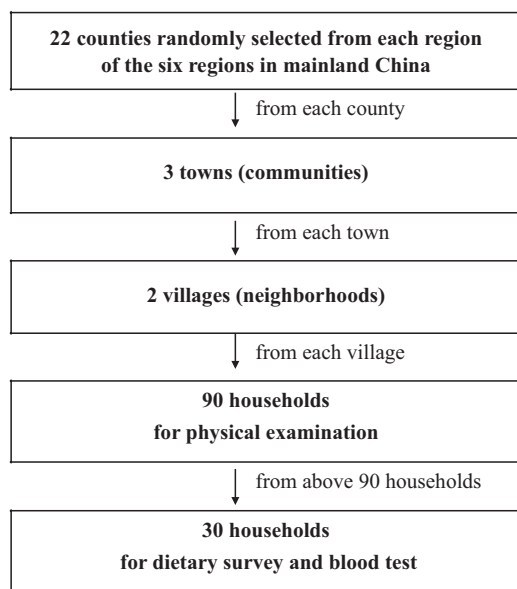 22 counties randomly selected from each region
of the six regions in mainland China
from each county
3 towns (communities)
from each town
2 villages (neighborhoods)
from each village
90 households
for physical examination
from above 90 households
30 households
for dietary survey and blood test